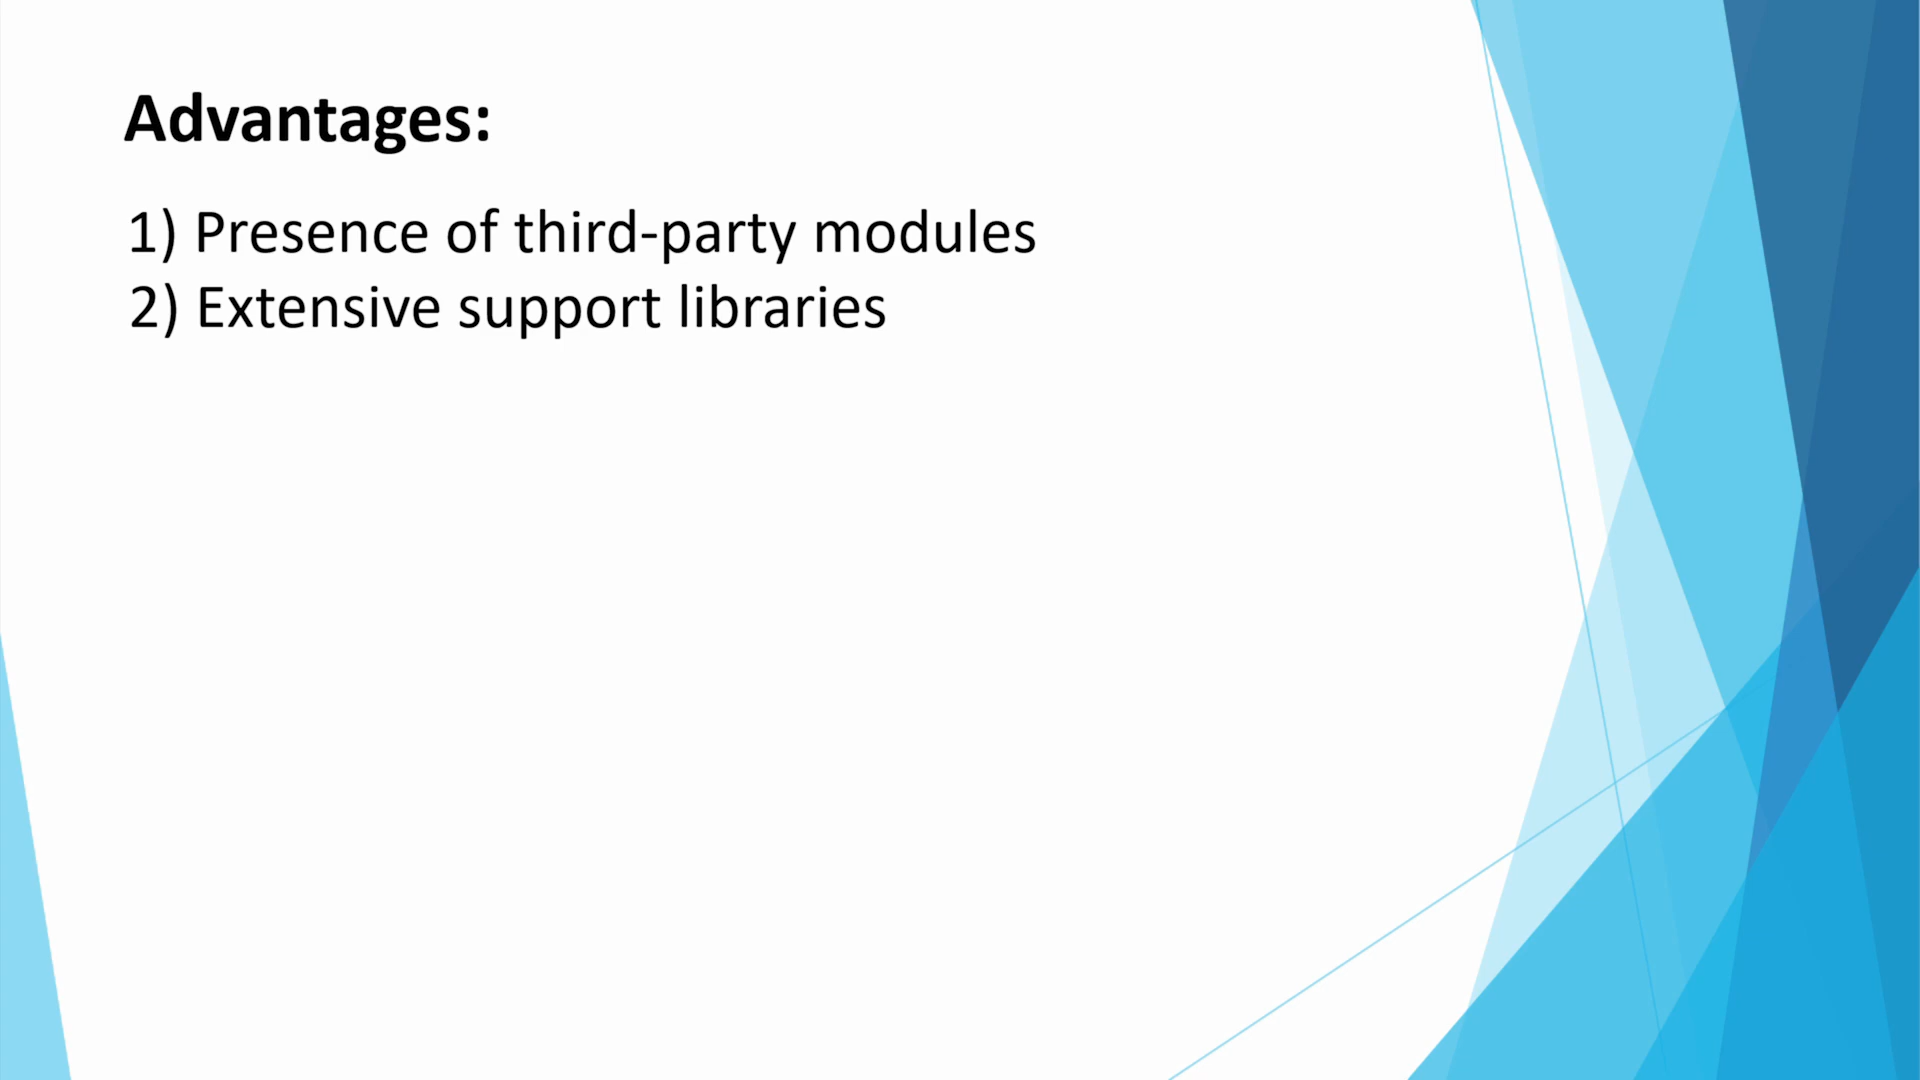 Advantages:
1) Presence of third-party modules
2) Extensive support libraries